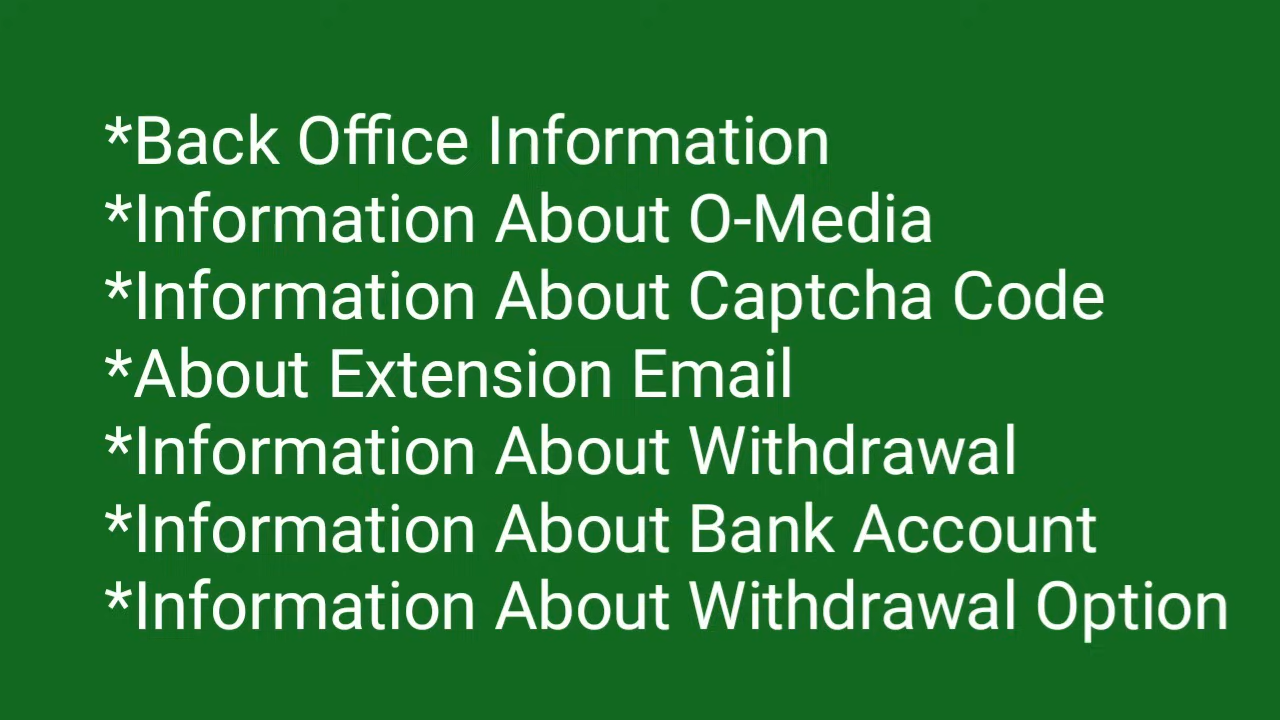 *Back Office Information
*Information About O-Media
*Information About Captcha Code
*About Extension Email
*Information About Withdrawal
*Information About Bank Account
*Information About Withdrawal Option